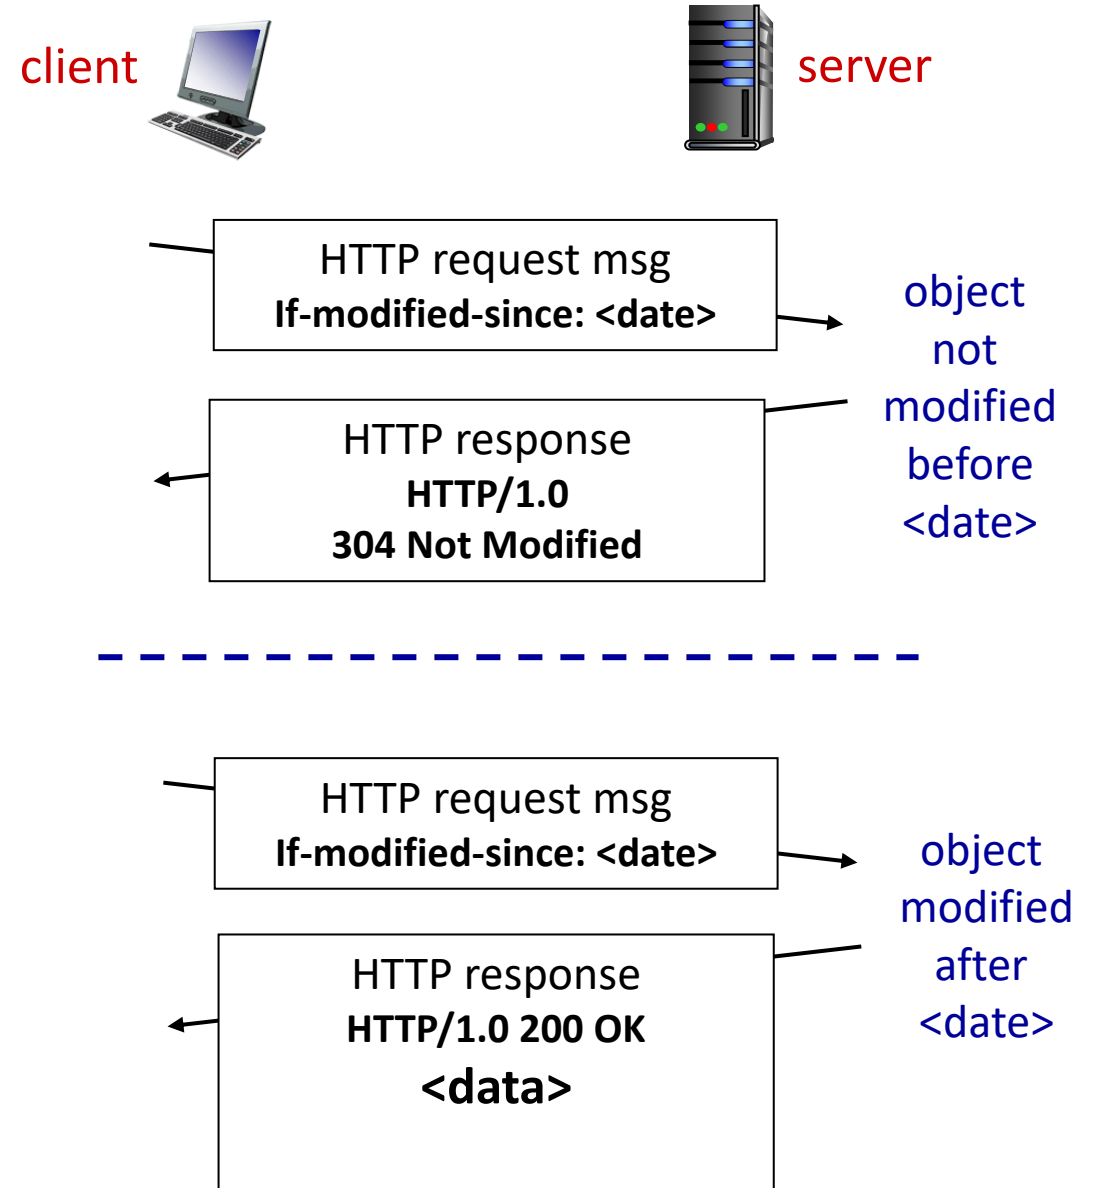 client
server
HTTP request msg
If-modified-since: <date>
object
not
modified
before
<date>
HTTP response
HTTP/1.0
304 Not Modified
HTTP request msg
If-modified-since: <date>
object
modified
after
<date>
HTTP response
HTTP/1.0 200 OK
<data>